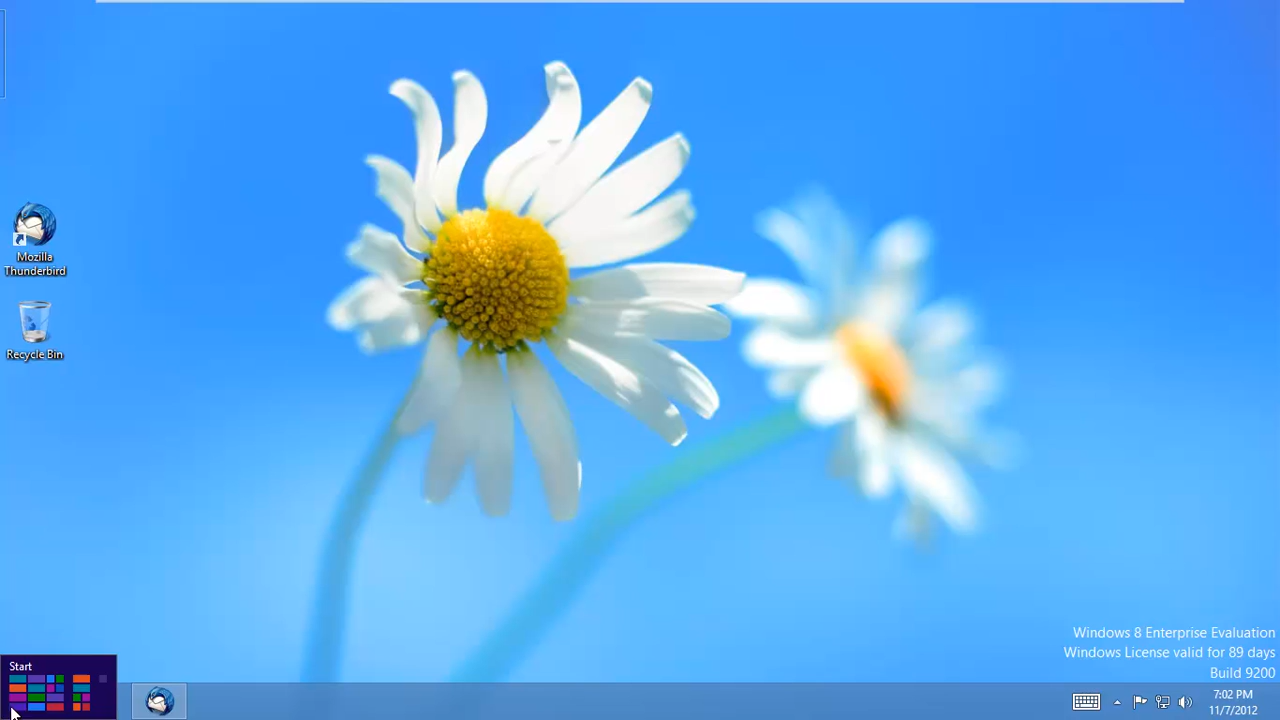 Mozilla
Thunderbird
Recycle Bin
Start
Windows 8 Enterprise Evaluation
Windows License valid for 89 days
Build 9200
7:02 PM
11/7/2012